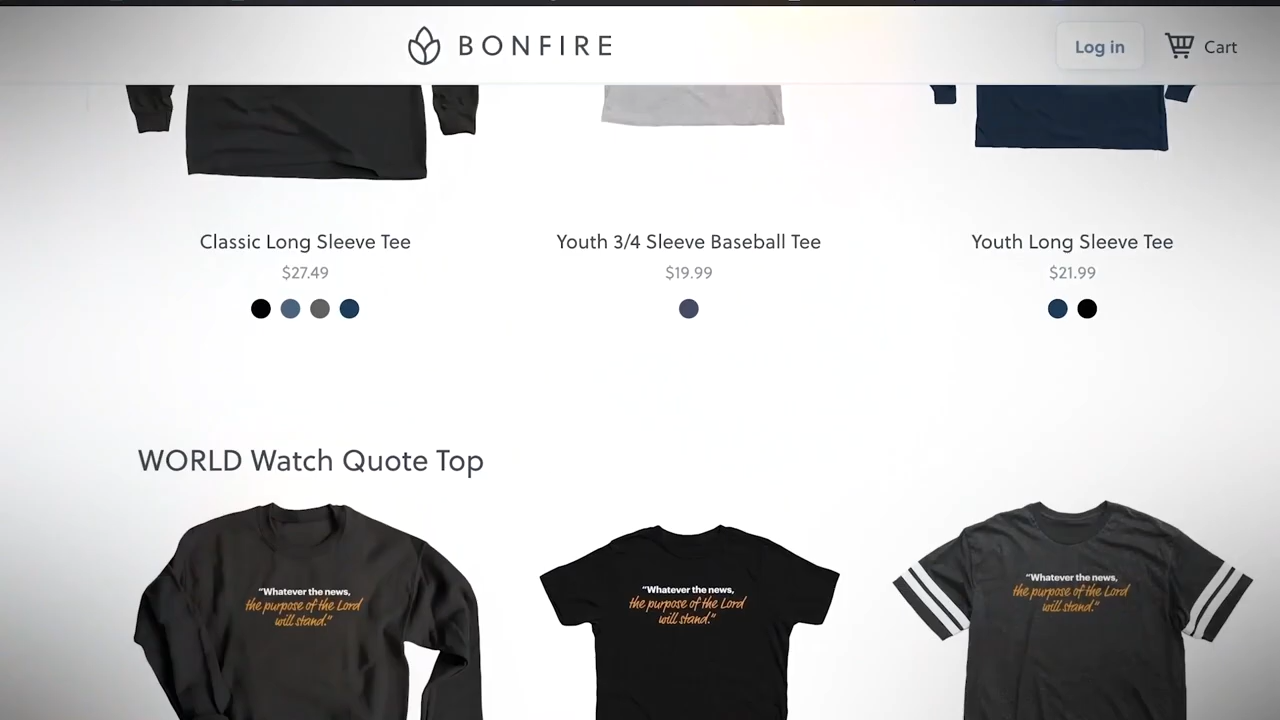 BONFIRE
Log in
Cart
Classic Long Sleeve Tee
$27.49
Youth 3/4 Sleeve Baseball Tee
$19.99
Youth Long Sleeve Tee
$21.99
WORLD Watch Quote Top
“Whatever the news,
the purpose of the Lord
will stand.”
“Whatever the news,
the purpose of the Lord
will stand.”
“Whatever the news,
the purpose of the Lord
will stand.”